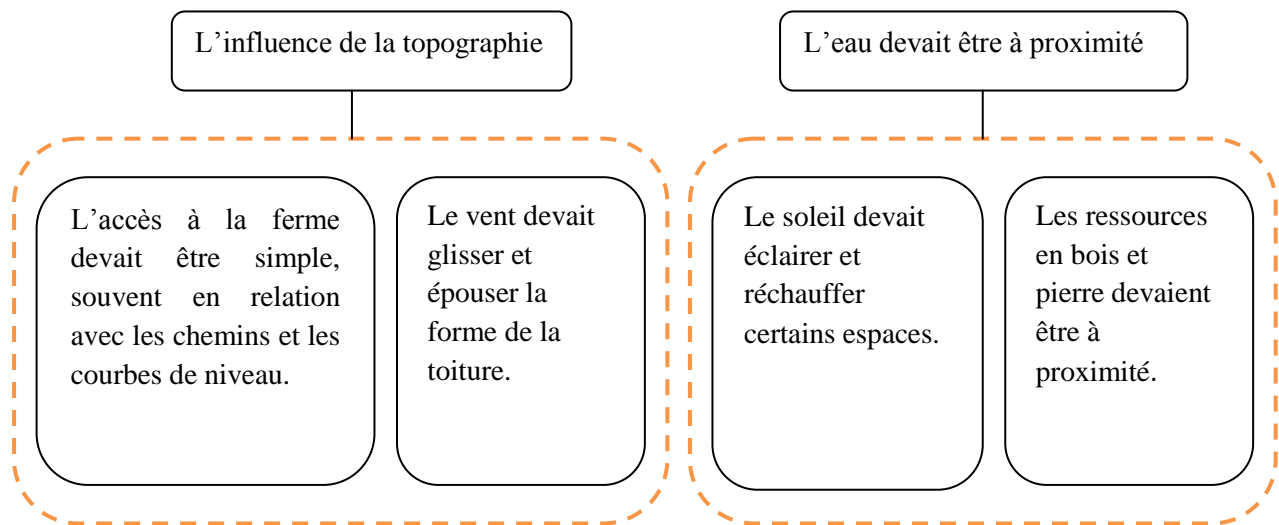 L’influence de la topographie
L’eau devait être à proximité
L’accès à la ferme
devait être simple,
souvent en relation
avec les chemins et les
courbes de niveau.
Le vent devait
glisser et
épouser la
forme de la
toiture.
Le soleil devait
éclairer et
réchauffer
certains espaces.
Les ressources
en bois et
pierre devaient
être à
proximité.